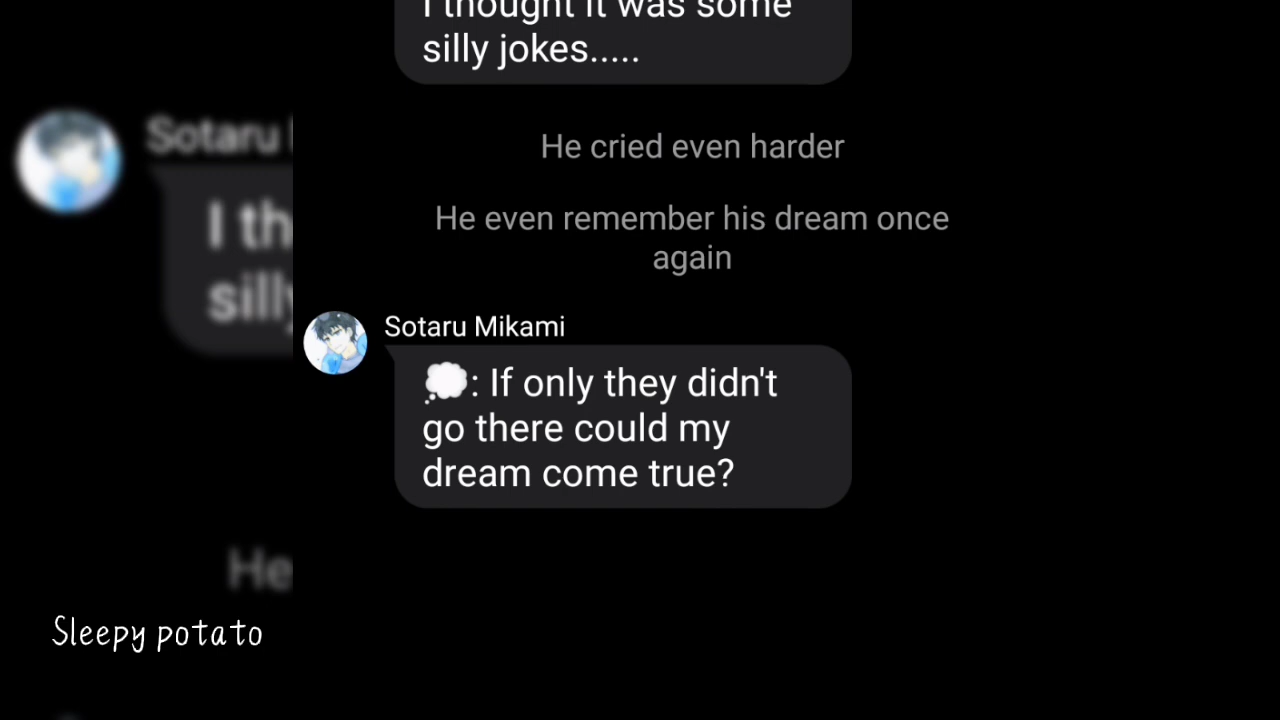 I thought it was some
silly jokes.....
Sotaru
I th
silly
He cried even harder
He even remember his dream once
again
Sotaru Mikami
💭: If only they didn't
go there could my
dream come true?
He
Sleepy potato